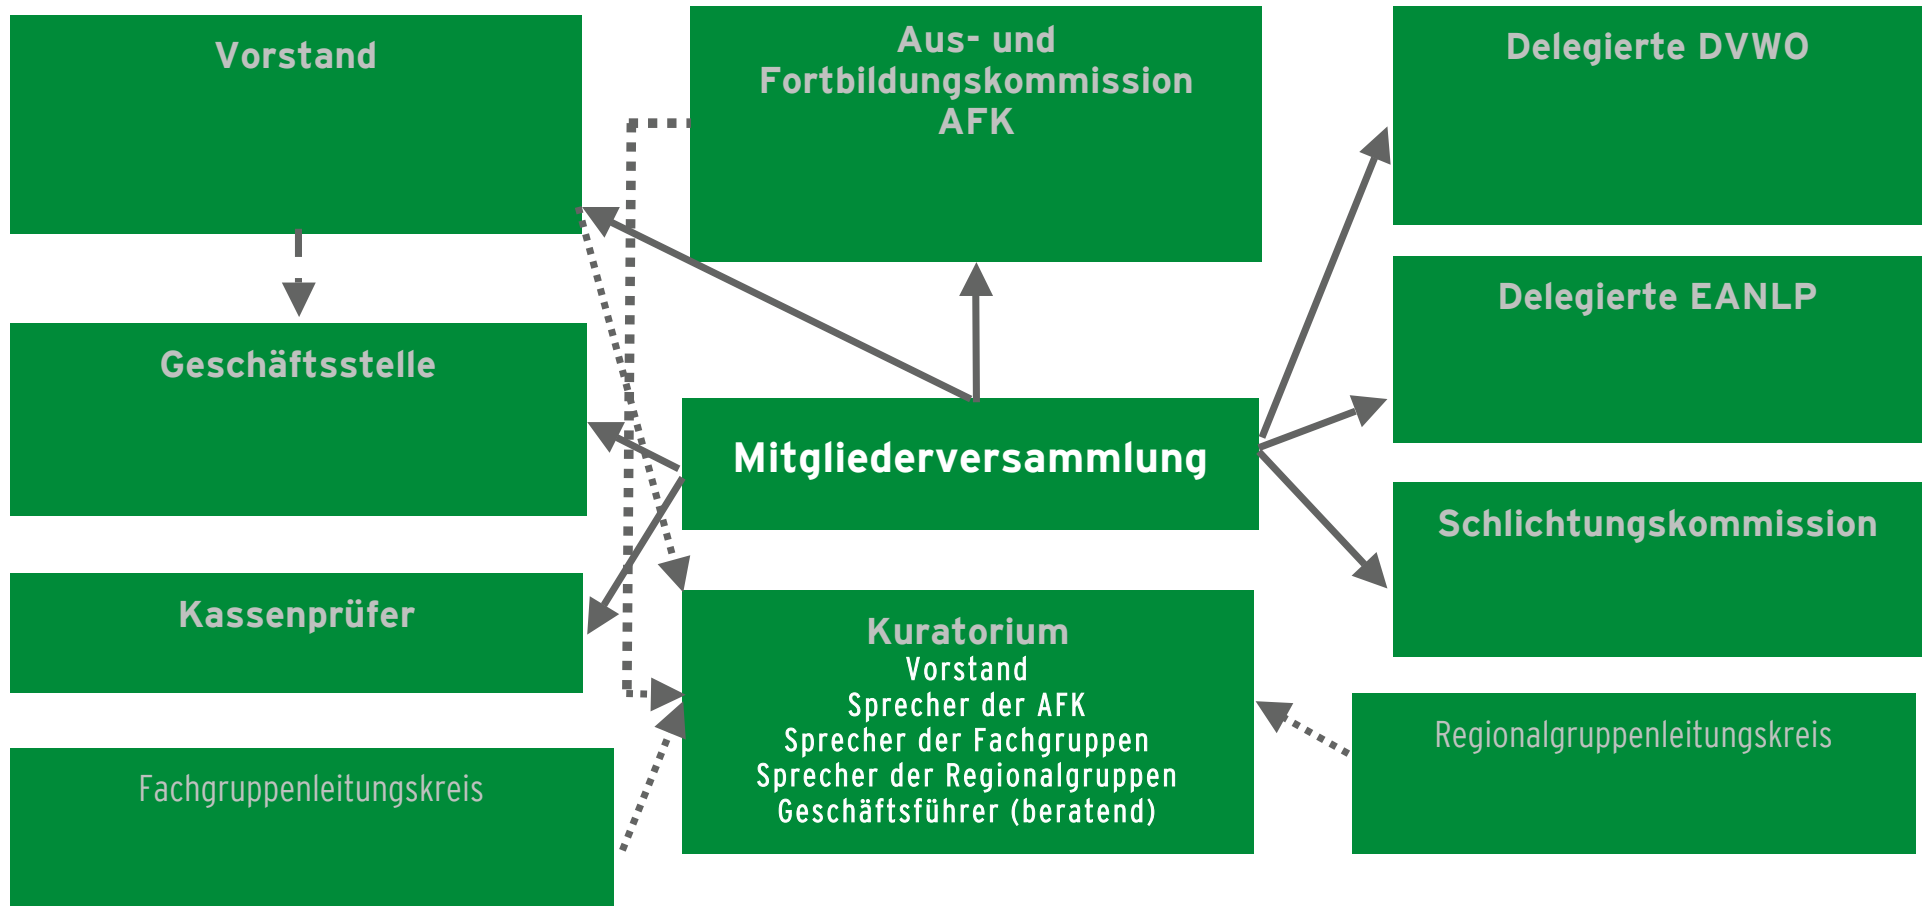 Vorstand
Aus- und
Fortbildungskommission
AFK
Delegierte DVWO
Delegierte EANLP
Geschäftsstelle
Mitgliederversammlung
Schlichtungskommission
Kassenprüfer
Kuratorium
Vorstand
Sprecher der AFK
Sprecher der Fachgruppen
Sprecher der Regionalgruppen
Geschäftsführer (beratend)
Regionalgruppenleitungskreis
Fachgruppenleitungskreis